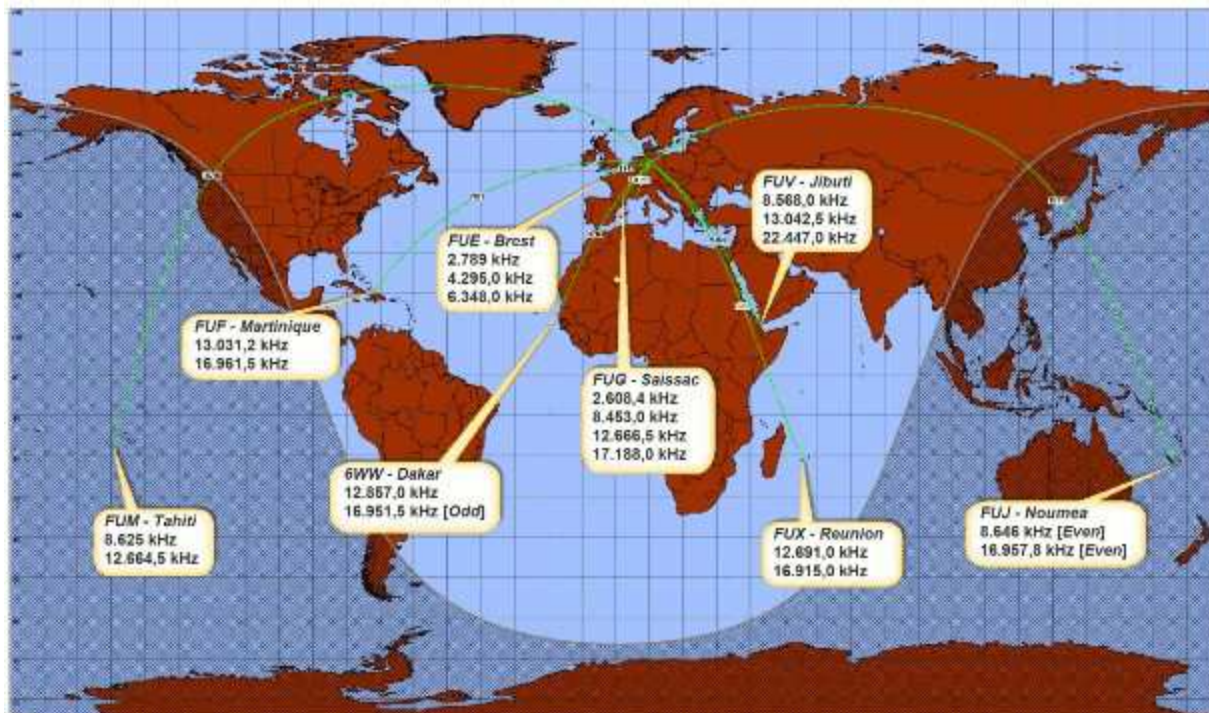 FUV - Jibuti
8.568,0 kHz
13.042,5 kHz
22.447,0 kHz
FUE - Brest
2.789 kHz
4.295,0 kHz
6.348,0 kHz
FUF - Martinique
13.031,2 kHz
16.961,5 kHz
FUG - Saissac
2.608,4 kHz
8.453,0 kHz
12.666,5 kHz
17.188,0 kHz
6WW - Dakar
12.857,0 kHz
16.951,5 kHz [Odd]
FUM - Tahiti
8.625 kHz
12.664,5 kHz
FUX - Reunion
12.691,0 kHz
16.915,0 kHz
FUJ - Noumea
8.646 kHz [Even]
16.957,8 kHz [Even]